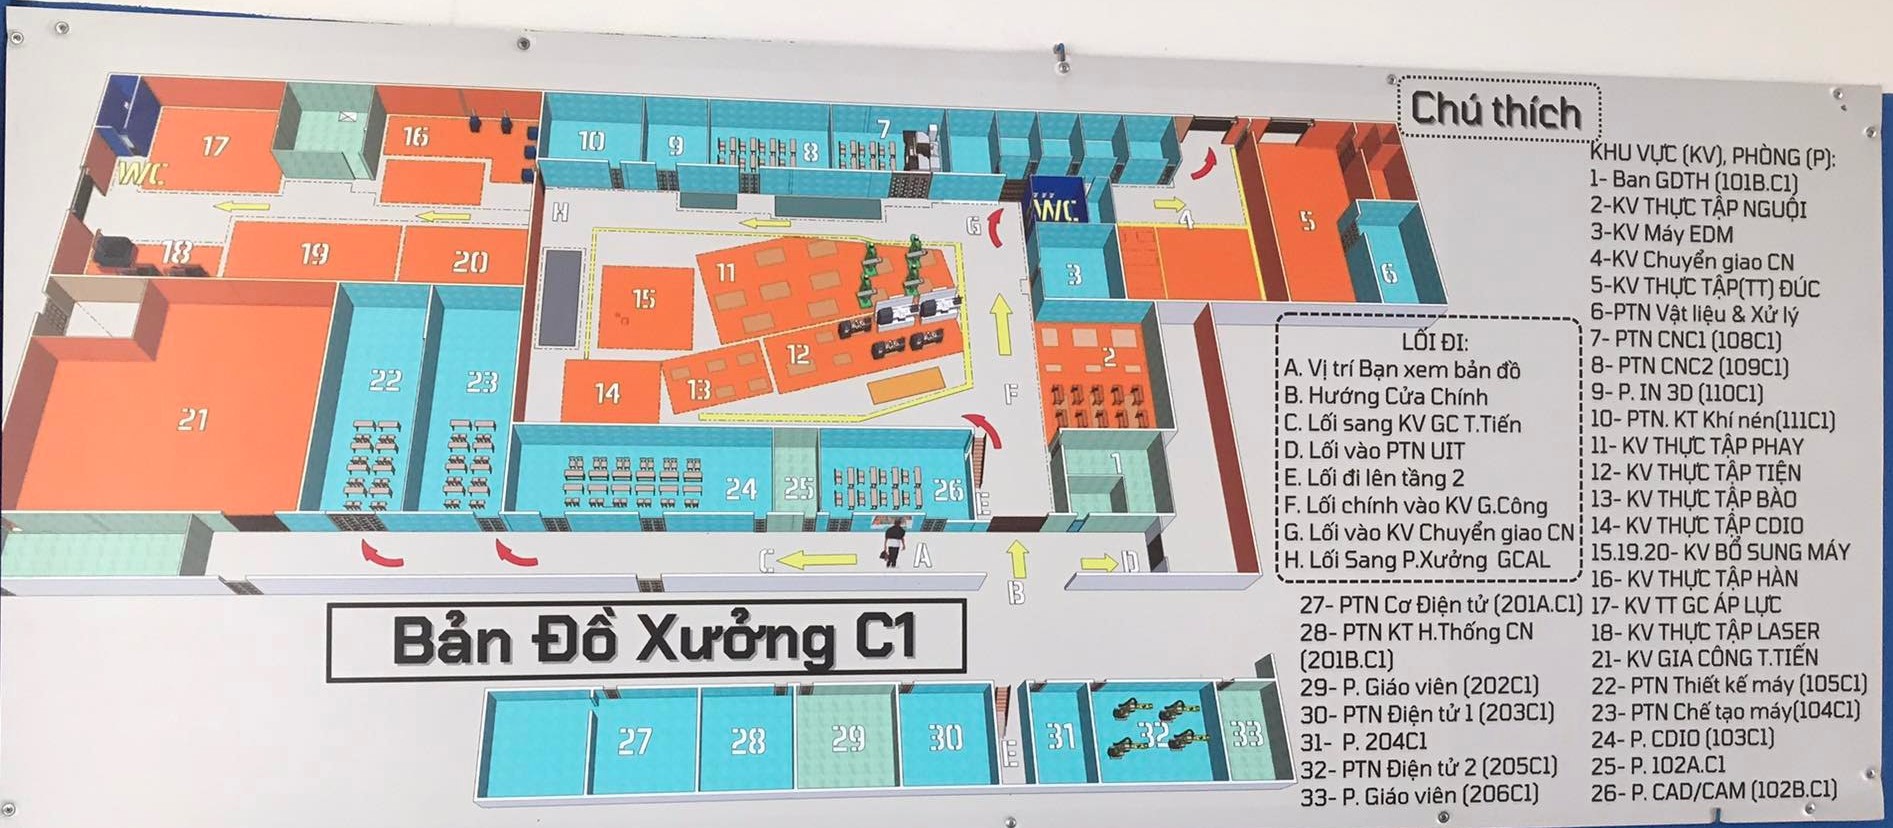 Chú thích
KHU VỰC (KV), PHÒNG (P):
1- Ban GDTH (101B.C1)
2-KV THỰC TẬP NGUỘI
3-KV Máy EDM
4-KV Chuyển giao CN
5-KV THỰC TẬP(TT) ĐÚC
6-PTN Vật liệu & Xử lý
7- PTN CNC1 (108C1)
8- PTN CNC2 (109C1)
9- P. IN 3D (110C1)
10- PTN. KT Khí nén(111C1)
11- KV THỰC TẬP PHAY
12- KV THỰC TẬP TIỆN
13- KV THỰC TẬP BÀO
14- KV THỰC TẬP CDIO
15.19.20- KV BỔ SUNG MÁY
16- KV THỰC TẬP HÀN
17- KV TT GC ÁP LỰC
18- KV THỰC TẬP LASER
21- KV GIA CÔNG T.TIẾN
22- PTN Thiết kế máy (105C1)
23- PTN Chế tạo máy(104C1)
24- P. CDIO (103C1)
25- P. 102A.C1
26- P. CAD/CAM (102B.C1)
27- PTN Cơ Điện tử (201A.C1)
28- PTN KT H.Thống CN
(201B.C1)
29- P. Giáo viên (202C1)
30- PTN Điện tử 1 (203C1)
31- P. 204C1
32- PTN Điện tử 2 (205C1)
33- P. Giáo viên (206C1)
LỐI ĐI:
A. Vị trí Bạn xem bản đồ
B. Hướng Cửa Chính
C. Lối sang KV GC T.Tiến
D. Lối vào PTN UIT
E. Lối đi lên tầng 2
F. Lối chính vào KV G.Công
G. Lối vào KV Chuyển giao CN
H. Lối Sang P.Xưởng GCAL
17
16
10
9
8
7
WC
H
G
WC
4
5
6
18
19
20
3
11
15
12
13
14
2
F
21
22
23
24
25
26
1
E
C
A
D
B
Bản Đồ Xưởng C1
27
28
29
30
E
31
32
33